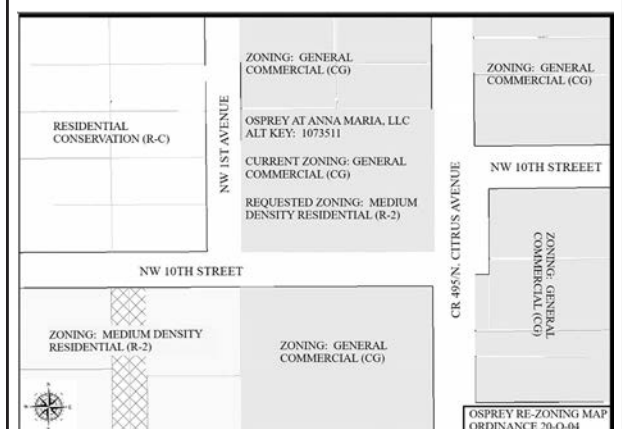 ZONING: GENERAL
COMMERCIAL (CG)
ZONING: GENERAL
COMMERCIAL (CG)
RESIDENTIAL
CONSERVATION (R-C)
NW 1ST AVENUE
OSPREY AT ANNA MARIA, LLC
ALT KEY: 1073511
CURRENT ZONING: GENERAL
COMMERCIAL (CG)
REQUESTED ZONING: MEDIUM
DENSITY RESIDENTIAL (R-2)
CR 495/N. CITRUS AVENUE
NW 10TH STREEET
ZONING: GENERAL
COMMERCIAL (CG)
NW 10TH STREET
ZONING: MEDIUM DENSITY
RESIDENTIAL (R-2)
ZONING: GENERAL
COMMERCIAL (CG)
OSPREY RE-ZONING MAP
ORDINANCE 20-O-04